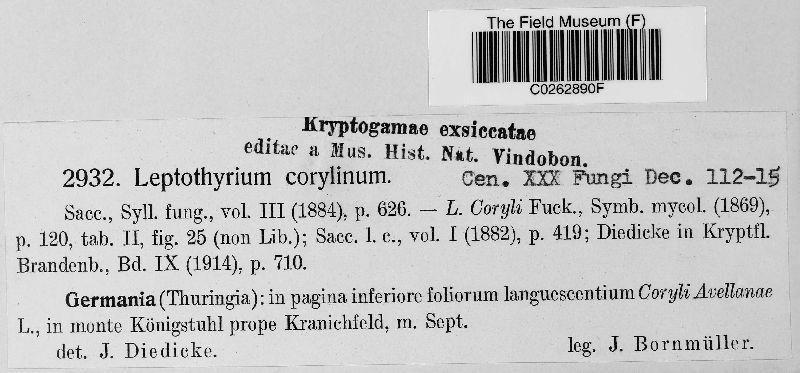 The Field Museum (F)
C0262890F
Kryptogamae exsiccatae
editae a Mus. Hist. Nat. Vindobon.
2932. Leptothyrium corylinum. Cen. XXX Fungi Dec. 112-15
Sacc., Syll. fung., vol. III (1884), p. 626. — L. Coryli Fuck., Symb. mycol. (1869),
p. 120, tab. II, fig. 25 (non Lib.); Sacc. l. c., vol. I (1882), p. 419; Diedicke in Kryptfl.
Brandenb., Bd. IX (1914), p. 710.
Germania (Thuringia): in pagina inferiore foliorum languescentium Coryli Avellanae
L., in monte Königstuhl prope Kranichfeld, m. Sept.
det. J. Diedicke. leg. J. Bornmüller.